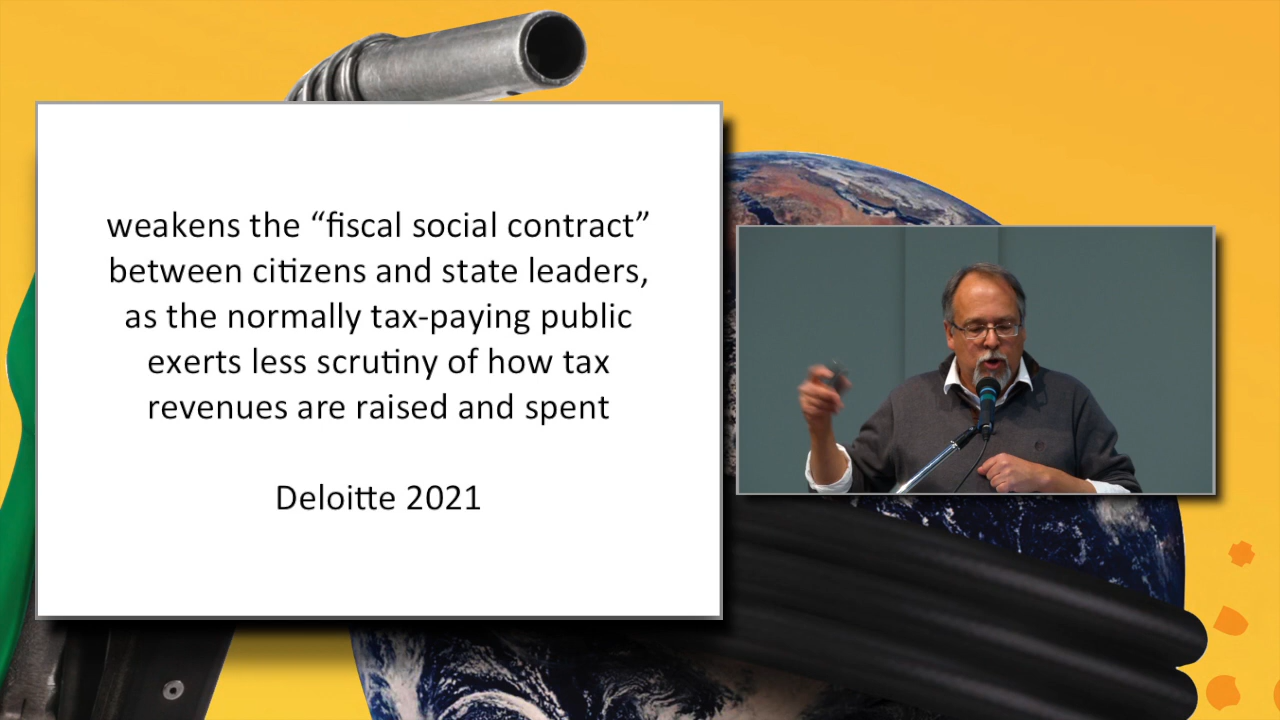 weakens the “fiscal social contract”
between citizens and state leaders,
as the normally tax-paying public
exerts less scrutiny of how tax
revenues are raised and spent
Deloitte 2021